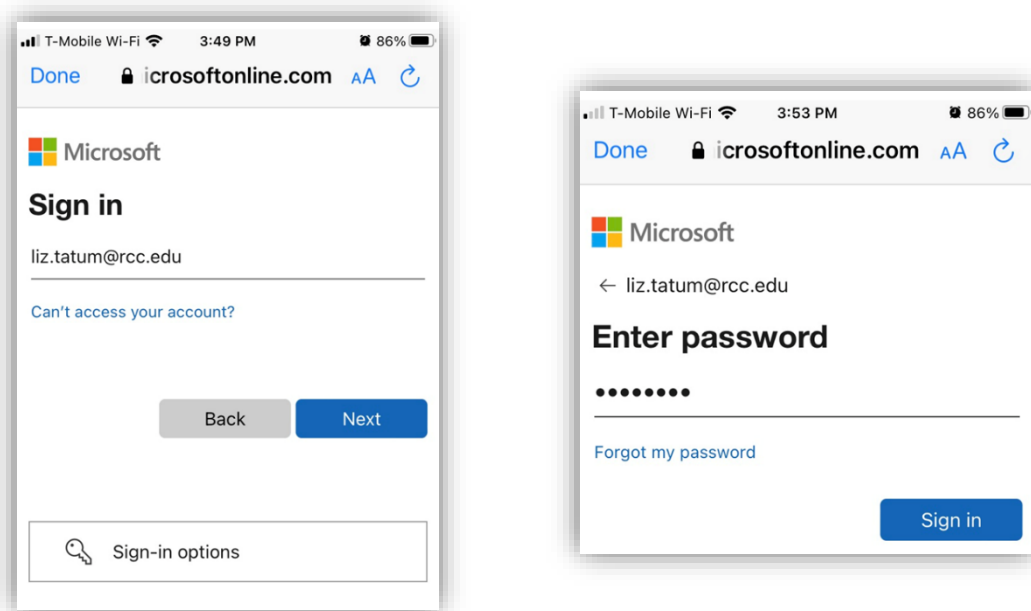 T-Mobile Wi-Fi 3:49 PM 86%
Done icrosoftonline.com AA
Microsoft
Sign in
liz.tatum@rcc.edu
Can't access your account?
Back Next
Sign-in options
T-Mobile Wi-Fi 3:53 PM 86%
Done icrosoftonline.com AA
Microsoft
← liz.tatum@rcc.edu
Enter password
••••••••
Forgot my password
Sign in